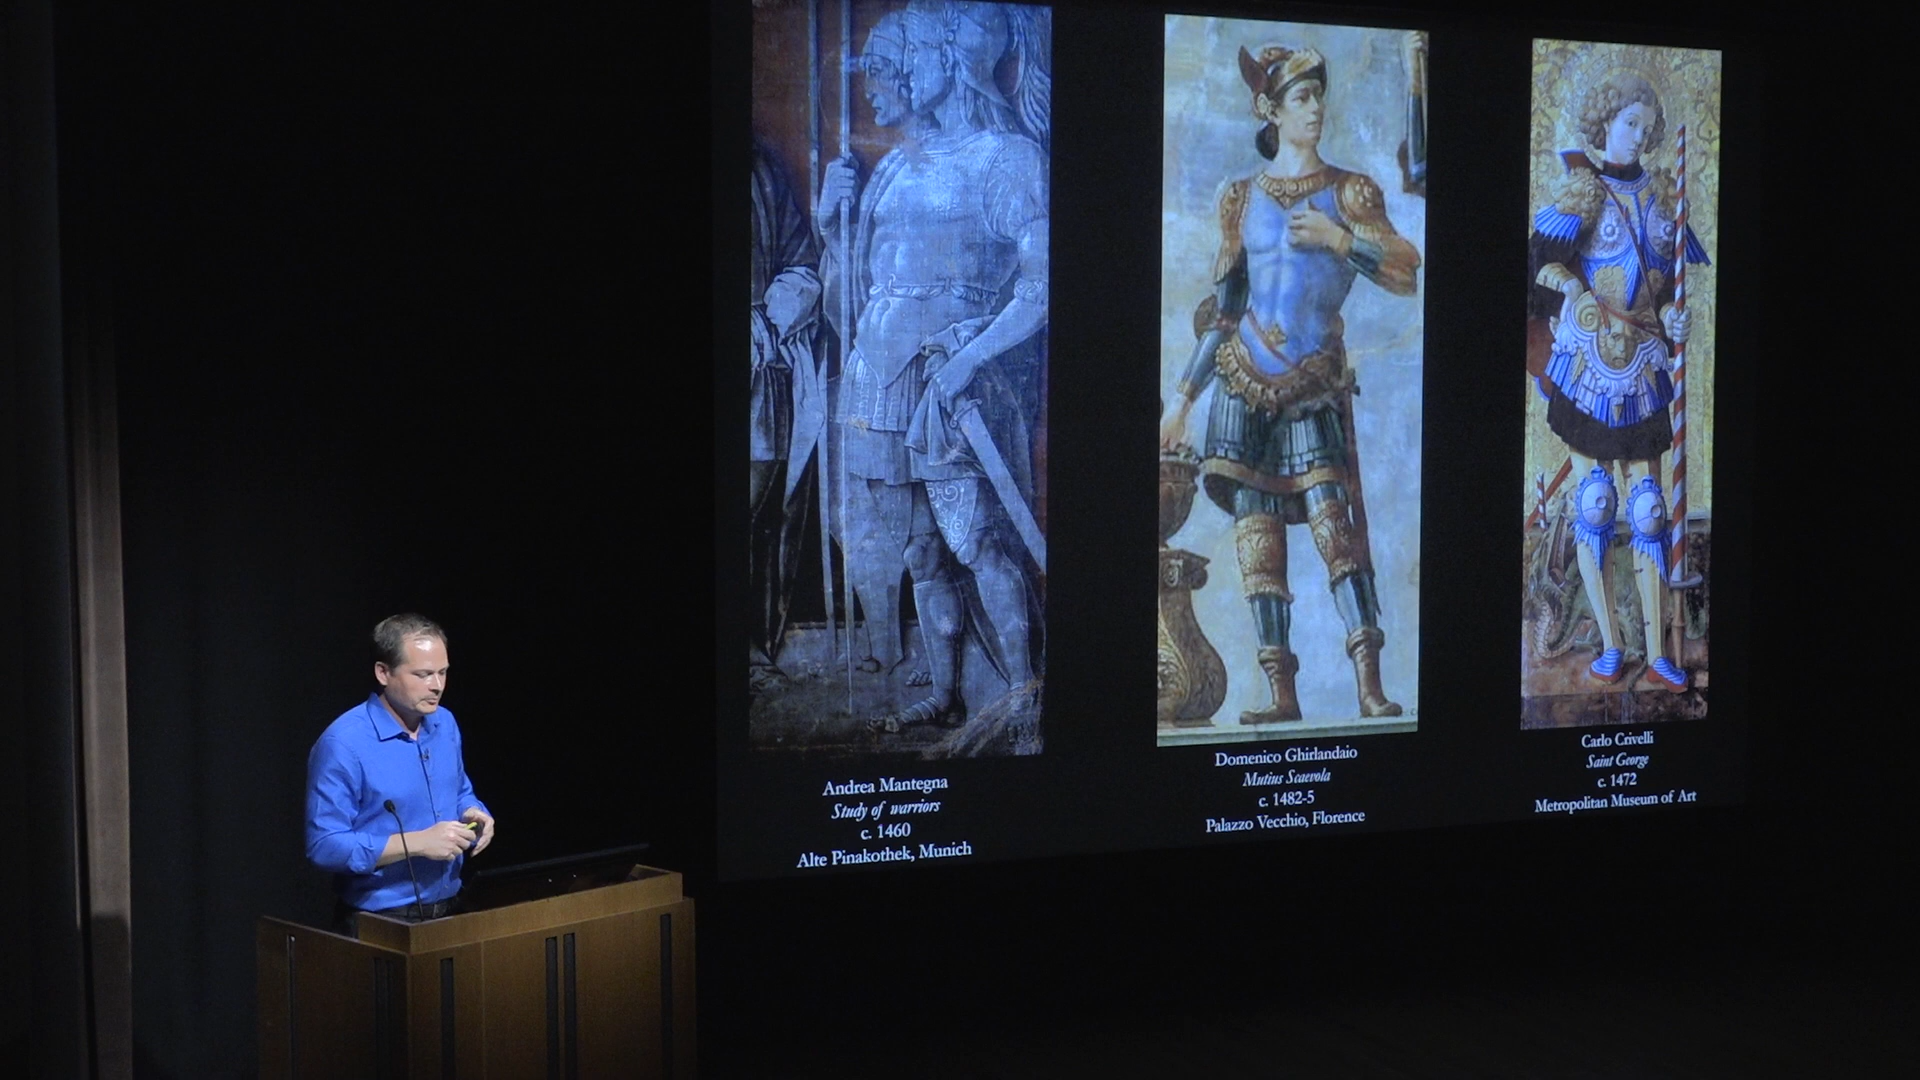 Andrea Mantegna
Study of warriors
c. 1460
Alte Pinakothek, Munich
Domenico Ghirlandaio
Mutius Scaevola
c. 1482-5
Palazzo Vecchio, Florence
Carlo Crivelli
Saint George
c. 1472
Metropolitan Museum of Art